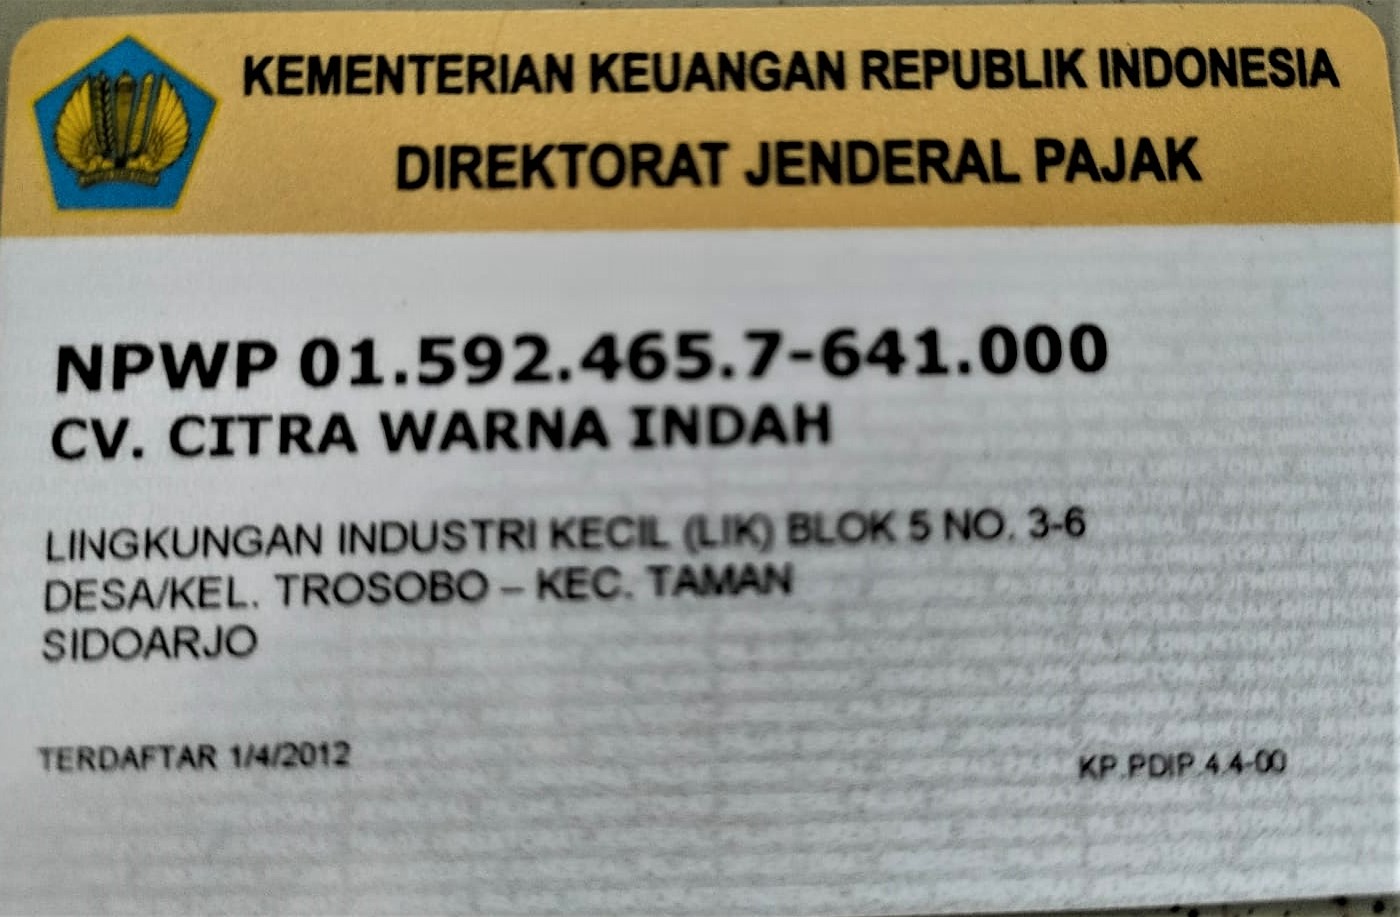 KEMENTERIAN KEUANGAN REPUBLIK INDONESIA
DIREKTORAT JENDERAL PAJAK
NPWP 01.592.465.7-641.000
CV. CITRA WARNA INDAH
LINGKUNGAN INDUSTRI KECIL (LIK) BLOK 5 NO. 3-6
DESA/KEL. TROSOBO – KEC. TAMAN
SIDOARJO
TERDAFTAR 1/4/2012
KP.PDIP.4.4-00